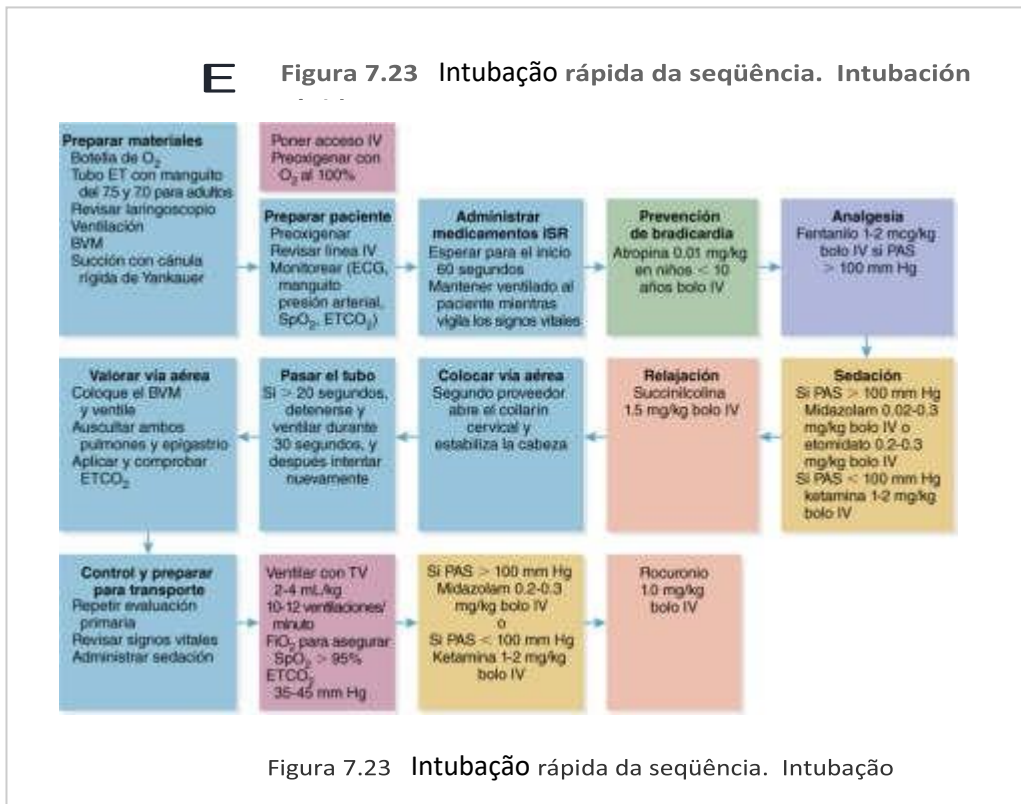 E
Figura 7.23 Intubação rápida da seqüência. Intubación
Preparar materiales
Botella de O₂
Tubo ET con manguito
del 7.5 y 7.0 para adultos
Revisar laringoscopio
Ventilación
BVM
Succión con cánula
rígida de Yankauer
Poner acceso IV
Preoxigenar con
O₂ al 100%
Preparar paciente
Preoxigenar
Revisar línea IV
Monitorear (ECG,
manguito
presión arterial,
SpO₂, ETCO₂)
Administrar
medicamentos ISR
Esperar para el inicio
60 segundos
Mantener ventilado al
paciente mientras
vigila los signos vitales
Prevención
de bradicardia
Atropina 0.01 mg/kg
en niños < 10
años bolo IV
Analgesia
Fentanilo 1-2 mcg/kg
bolo IV si PAS
> 100 mm Hg
Sedación
Si PAS > 100 mm Hg
Midazolam 0.02-0.3
mg/kg bolo IV o
etomidato 0.2-0.3
mg/kg bolo IV
Si PAS < 100 mm Hg
ketamina 1-2 mg/kg
bolo IV
Relajación
Succinilcolina
1.5 mg/kg bolo IV
Colocar vía aérea
Segundo proveedor
abre el collarín
cervical y
estabiliza la cabeza
Pasar el tubo
Si > 20 segundos,
detenerse y
ventilar durante
30 segundos, y
después intentar
nuevamente
Valorar vía aérea
Coloque el BVM
y ventile
Auscultar ambos
pulmones y epigastrio
Aplicar y comprobar
ETCO₂
Control y preparar
para transporte
Repetir evaluación
primaria
Revisar signos vitales
Administrar sedación
Ventilar con TV
2-4 mL/kg
10-12 ventilaciones/
minuto
FiO₂ para asegurar
SpO₂ > 95%
ETCO₂
35-45 mm Hg
Si PAS > 100 mm Hg
Midazolam 0.2-0.3
mg/kg bolo IV
o
Si PAS < 100 mm Hg
Ketamina 1-2 mg/kg
bolo IV
Rocuronio
1.0 mg/kg
bolo IV
Figura 7.23 Intubação rápida da seqüência. Intubação